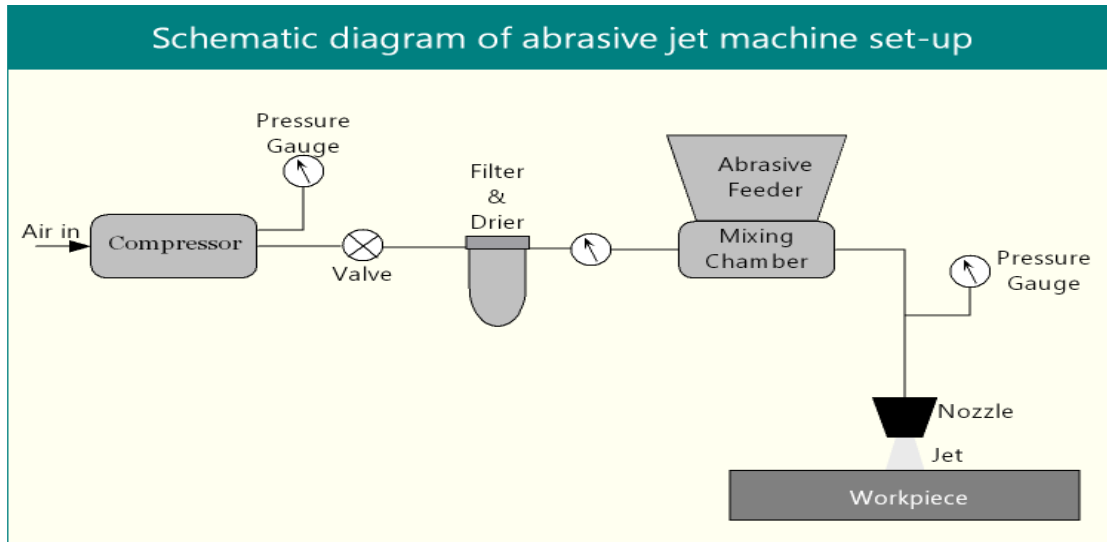 Schematic diagram of abrasive jet machine set-up
Pressure
Gauge
Filter
&
Drier
Abrasive
Feeder
Air in
Compressor
Valve
Mixing
Chamber
Pressure
Gauge
Nozzle
Jet
Workpiece